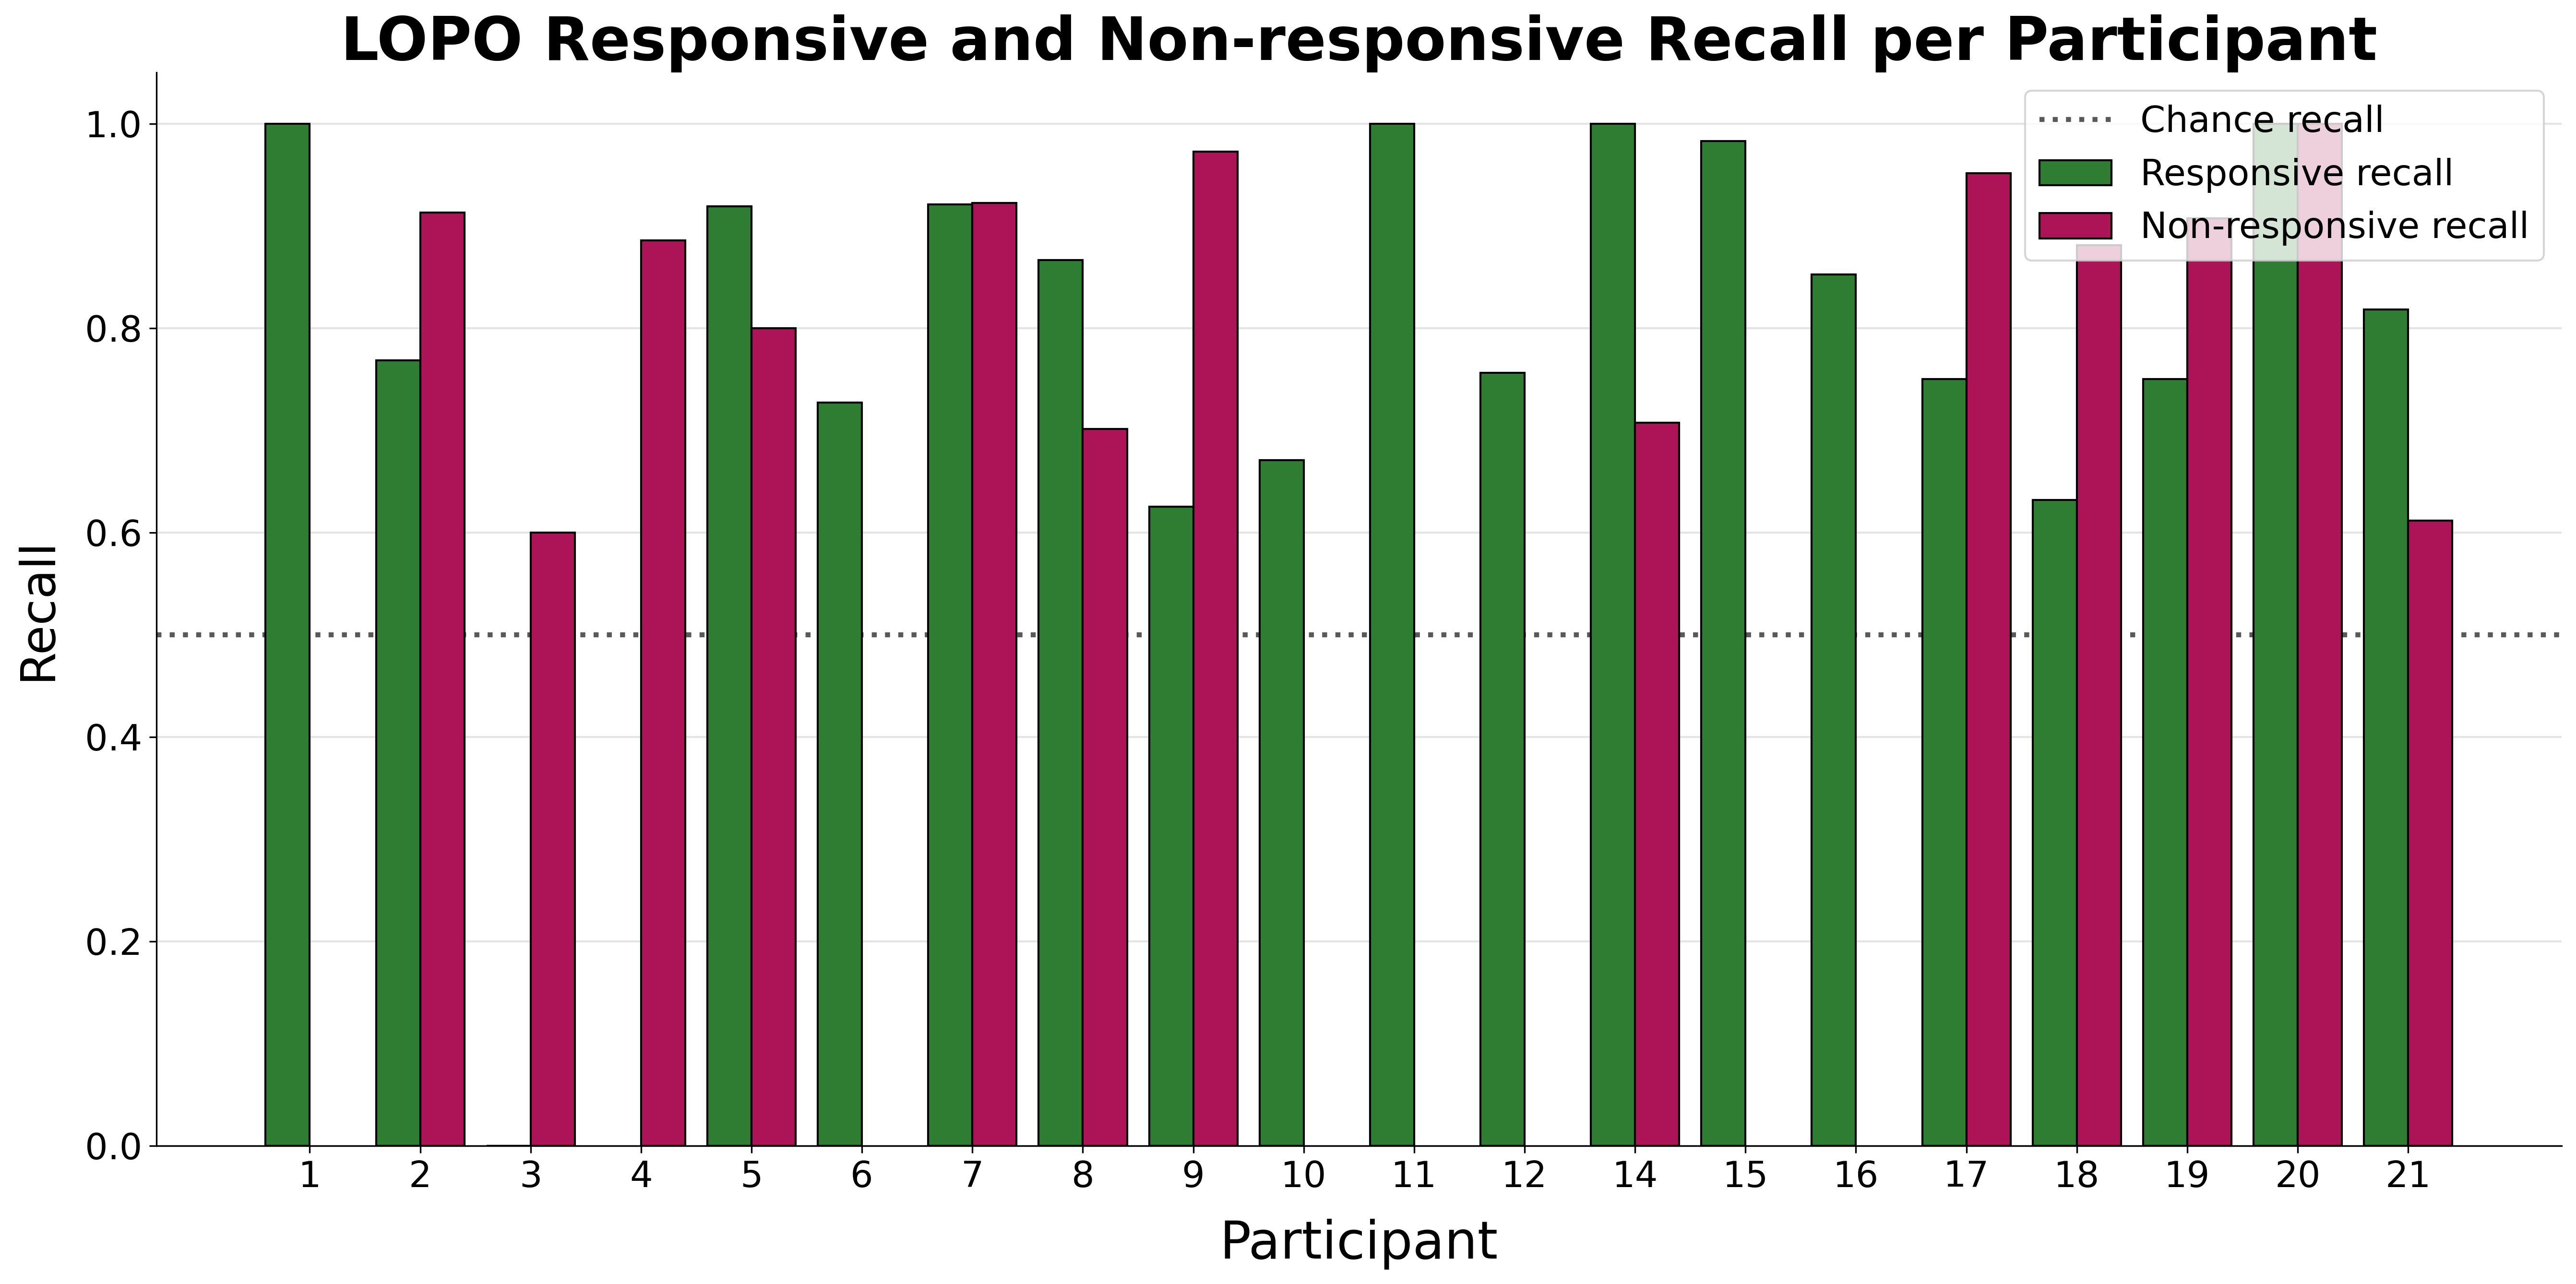 LOPO Responsive and Non-responsive Recall per Participant
Chance recall
Responsive recall
Non-responsive recall
Recall
1.0
0.8
0.6
0.4
0.2
0.0
1 2 3 4 5 6 7 8 9 10 11 12 14 15 16 17 18 19 20 21
Participant